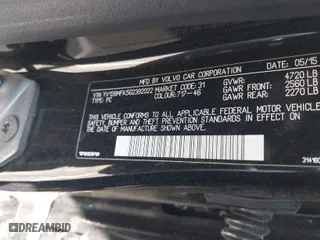 MFD BY VOLVO CAR CORPORATION 05/15
VIN: YV126MFK5G2392022 MARKET CODE: 31 GVWR: 4720 LB
TYPE: PC COLOUR: 717-46 GAWR: FRONT: 2560 LB
GAWR: REAR: 2270 LB
THIS VEHICLE CONFORMS TO ALL APPLICABLE FEDERAL MOTOR VEHICLE
SAFETY, BUMPER, AND THEFT PREVENTION STANDARDS IN EFFECT
ON THE DATE OF MANUFACTURE SHOWN ABOVE.
DREAMBID